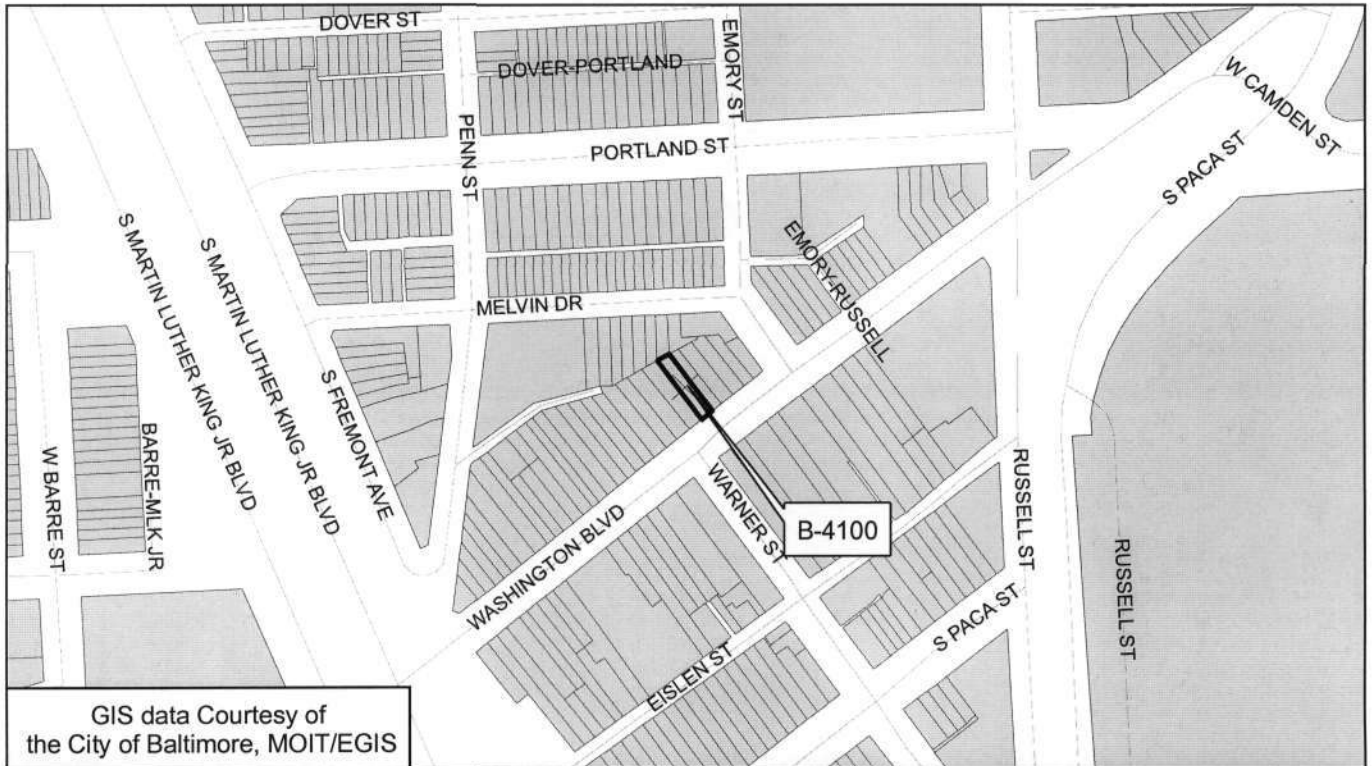 DOVER ST
EMORY ST
DOVER-PORTLAND
W CAMDEN ST
PENN ST
PORTLAND ST
S PACA ST
S MARTIN LUTHER KING JR BLVD
S MARTIN LUTHER KING JR BLVD
EMORY-RUSSELL
MELVIN DR
S FREMONT AVE
BARRE-MLK JR
W BARRE ST
WARNER ST
RUSSELL ST
B-4100
WASHINGTON BLVD
RUSSELL ST
S PACA ST
EISLEN ST
GIS data Courtesy of
the City of Baltimore, MOIT/EGIS